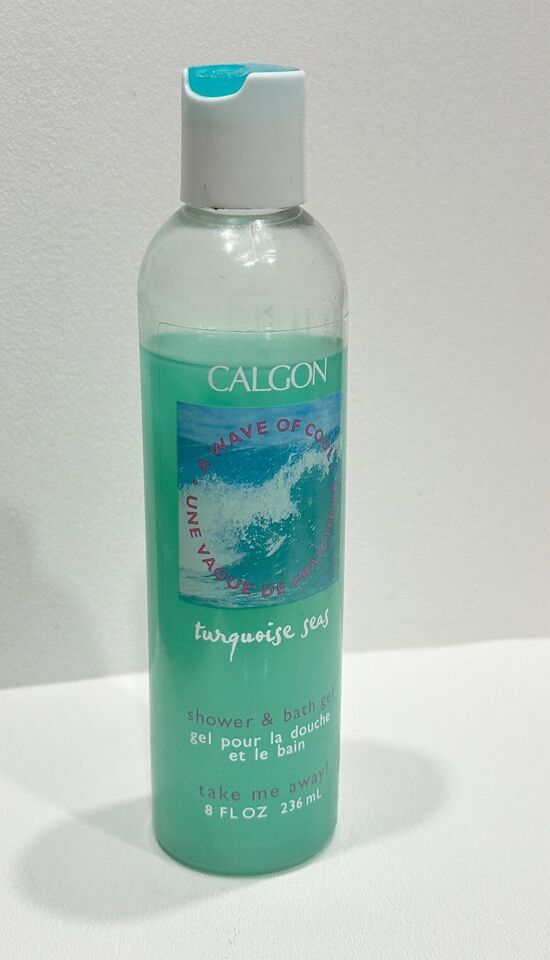 CALGON
A WAVE OF COOL
• UNE VAGUE DE FRAICHEUR
turquoise seas
shower & bath gel
gel pour la douche
et le bain
take me away!
8 FL OZ 236 mL